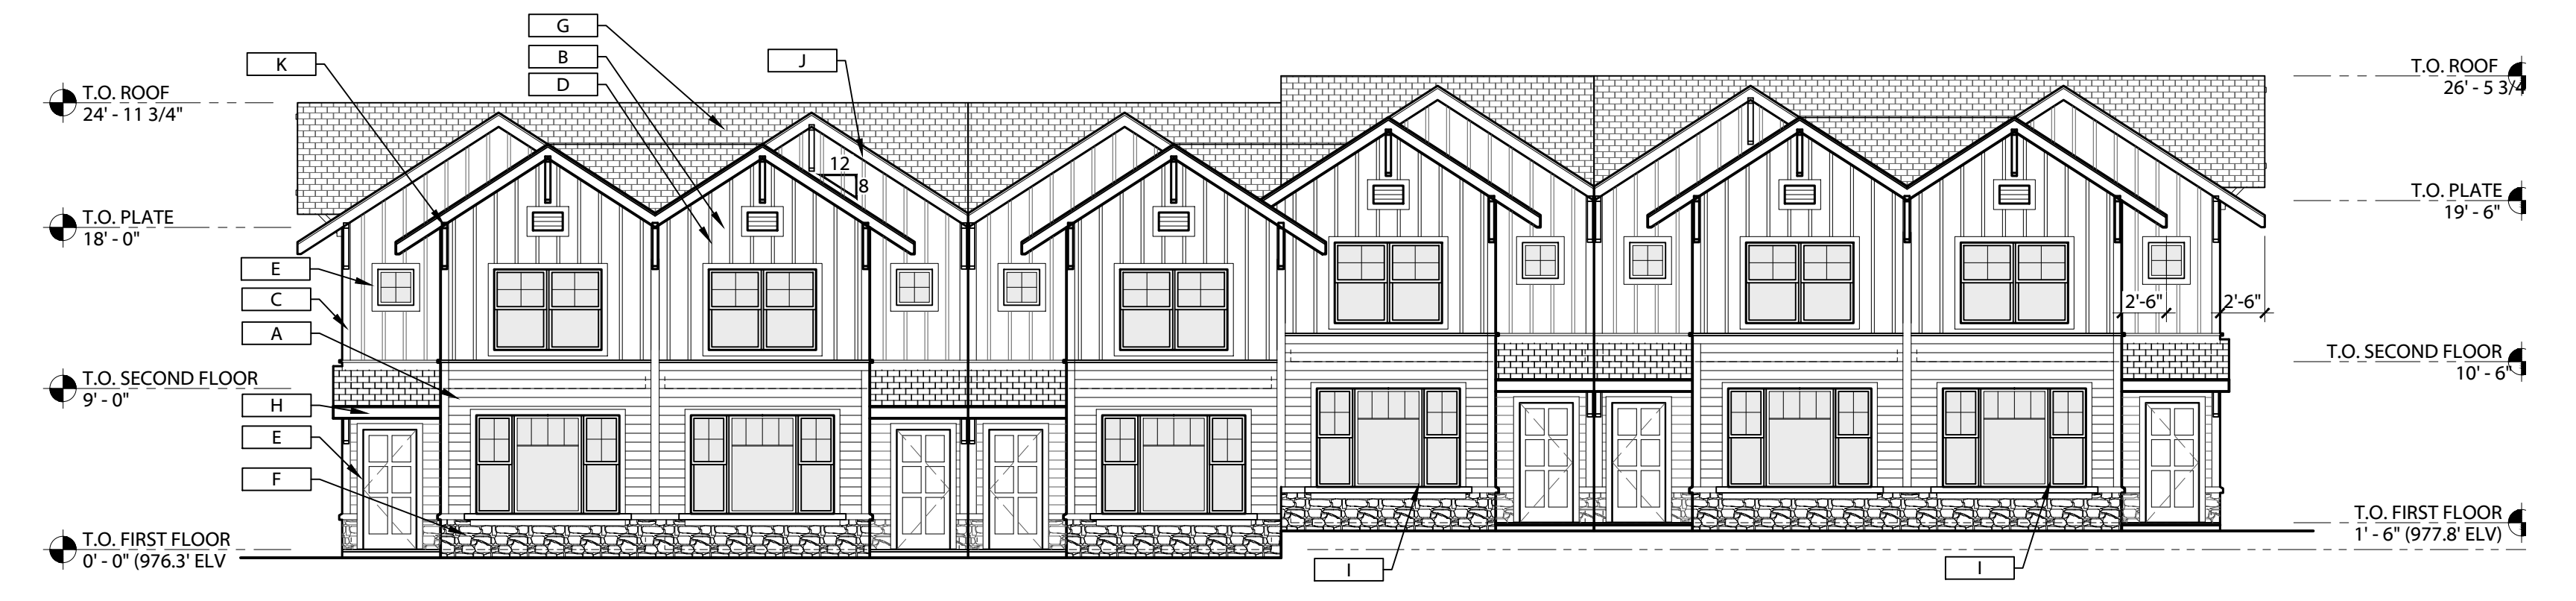 G
B
D
J
K
T.O. ROOF
24' - 11 3/4"
T.O. ROOF
26' - 5 3/4
12
8
T.O. PLATE
18' - 0"
T.O. PLATE
19' - 6"
E
C
A
2'-6"
2'-6"
T.O. SECOND FLOOR
9' - 0"
T.O. SECOND FLOOR
10' - 6"
H
E
F
T.O. FIRST FLOOR
0' - 0" (976.3' ELV
T.O. FIRST FLOOR
1' - 6" (977.8' ELV)
I
I